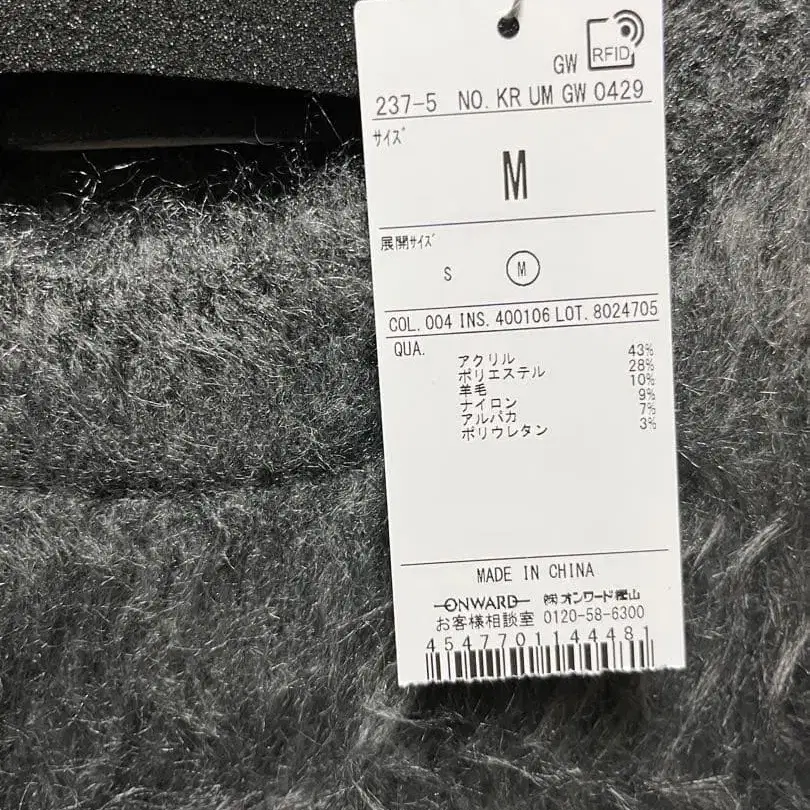 RFID
GW
237-5 NO. KR UM GW 0429
サイズ
M
展開サイズ
S M
COL. 004 INS. 400106 LOT. 8024705
QUA.
アクリル 43%
ポリエステル 28%
羊毛 10%
ナイロン 9%
アルパカ 7%
ポリウレタン 3%
MADE IN CHINA
ONWARD ㈱オンワード樫山
お客様相談室 0120-58-6300
4547701144481